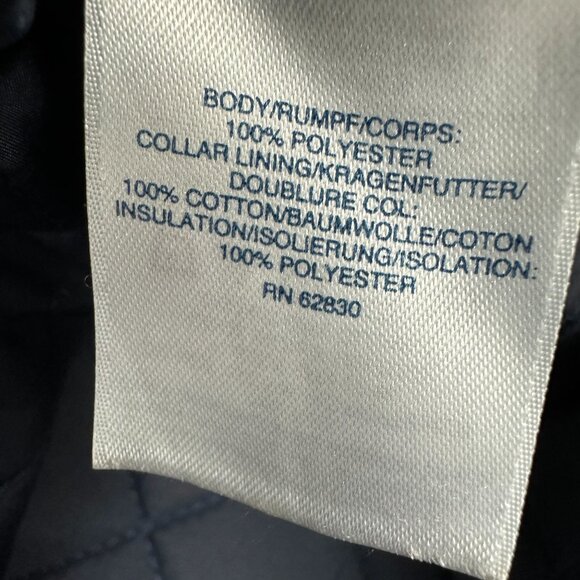 BODY/RUMPF/CORPS:
100% POLYESTER
COLLAR LINING/KRAGENFUTTER/
DOUBLURE COL:
100% COTTON/BAUMWOLLE/COTON
INSULATION/ISOLIERUNG/ISOLATION:
100% POLYESTER
RN 62830